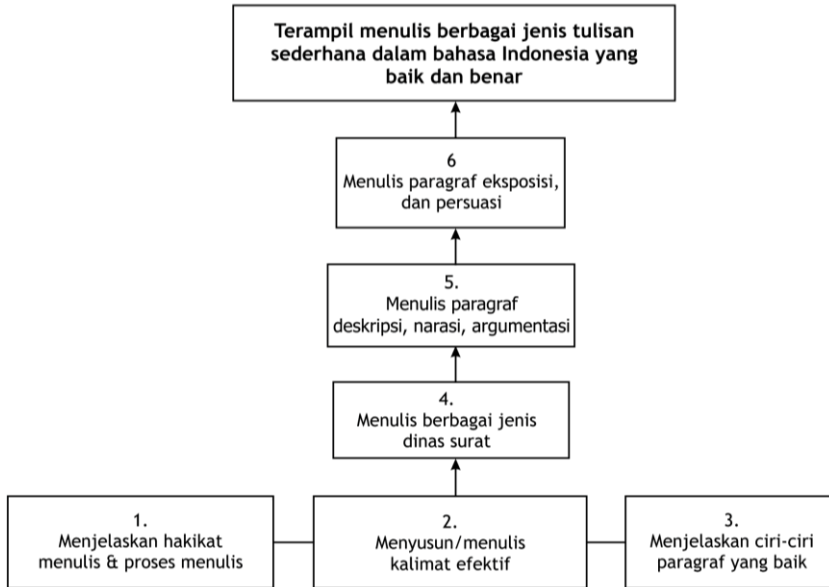 Terampil menulis berbagai jenis tulisan
sederhana dalam bahasa Indonesia yang
baik dan benar
6
Menulis paragraf eksposisi,
dan persuasi
5.
Menulis paragraf
deskripsi, narasi, argumentasi
4.
Menulis berbagai jenis
dinas surat
1.
Menjelaskan hakikat
menulis & proses menulis
2.
Menyusun/menulis
kalimat efektif
3.
Menjelaskan ciri-ciri
paragraf yang baik